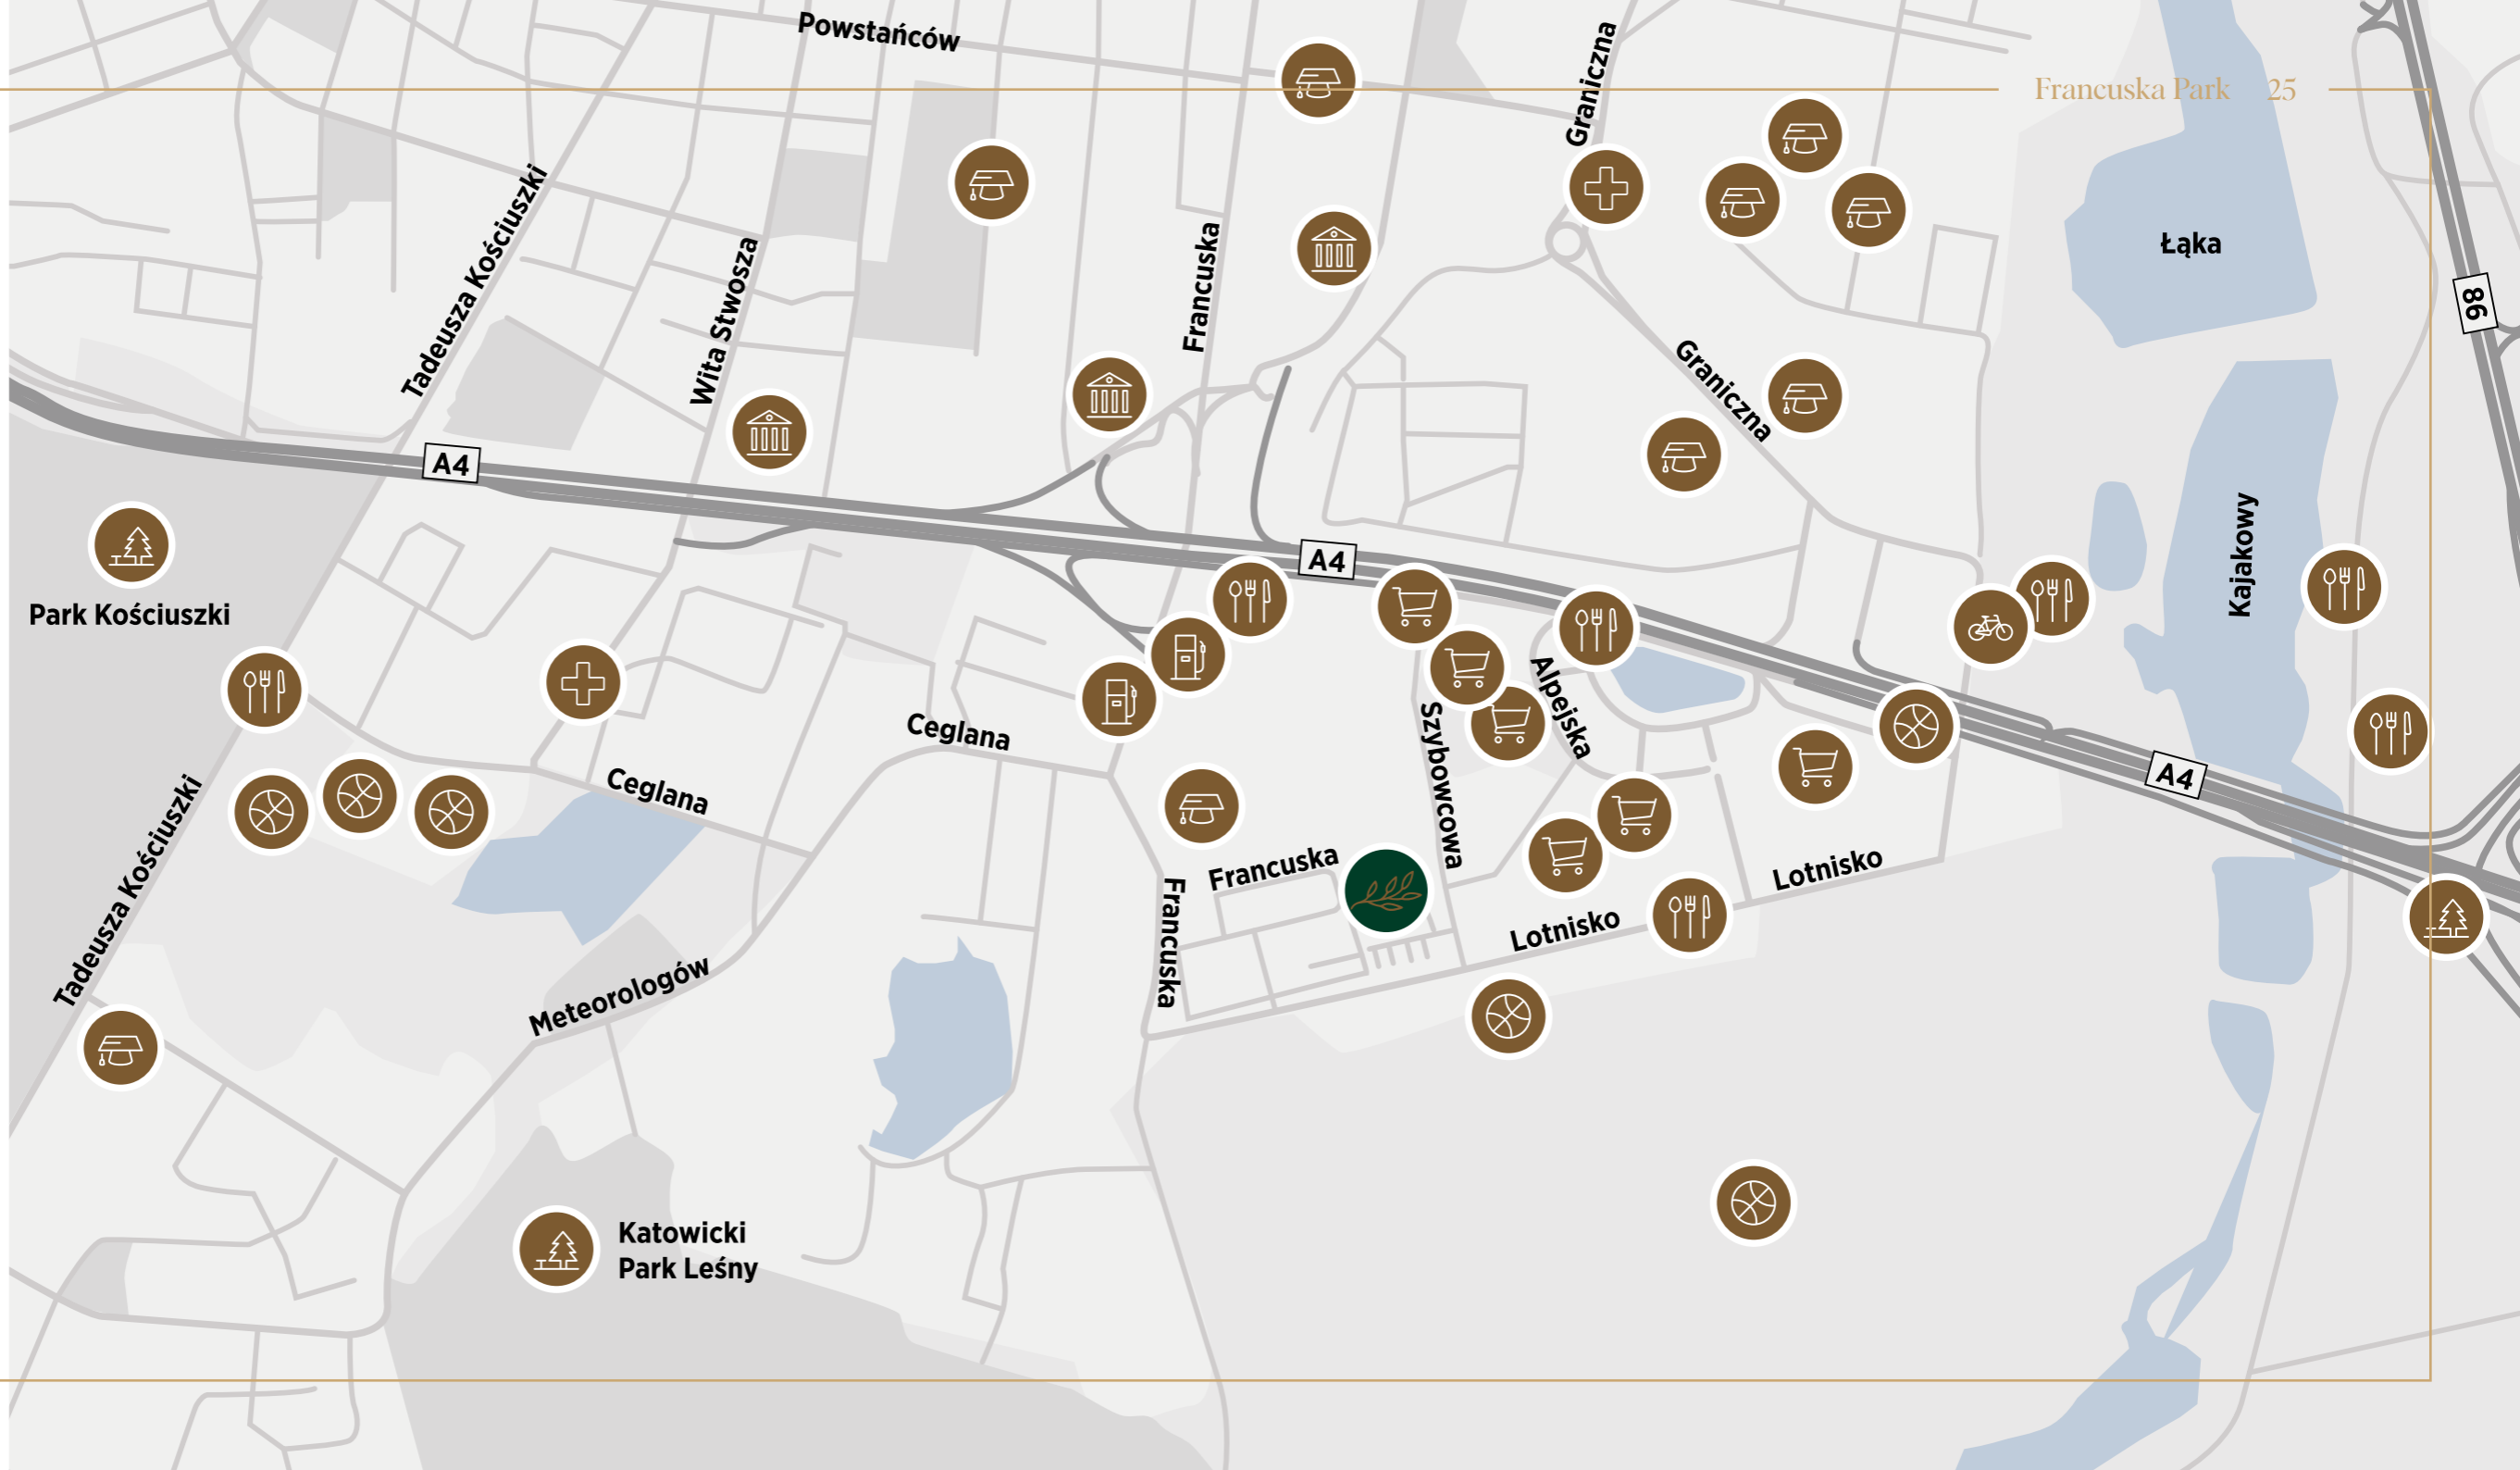 Powstańców
Graniczna
Francuska Park 25
Tadeusza Kościuszki
Wita Stwosza
Francuska
Łąka
86
Graniczna
A4
A4
Kajakowy
Park Kościuszki
Alpejska
Szybowcowa
Ceglana
Ceglana
A4
Tadeusza Kościuszki
Francuska
Lotnisko
Francuska
Lotnisko
Meteorologów
Katowicki
Park Leśny